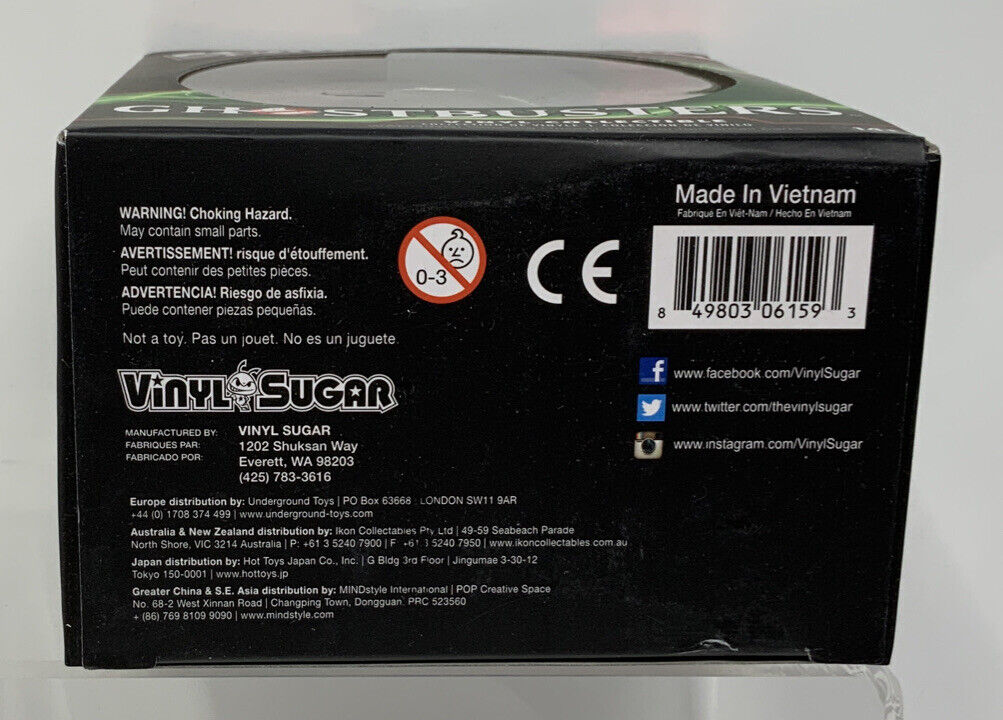 GHOSTBUSTERS
VINYL COLLECTIBLE
14+
WARNING! Choking Hazard.
May contain small parts.
AVERTISSEMENT! risque d'étouffement.
Peut contenir des petites pièces.
ADVERTENCIA! Riesgo de asfixia.
Puede contener piezas pequeñas.
Not a toy. Pas un jouet. No es un juguete
0-3
CE
Made In Vietnam
Fabrique En Viêt-Nam / Hecho En Vietnam
8 49803 06159 3
VINYL SUGAR
MANUFACTURED BY: VINYL SUGAR
FABRIQUES PAR: 1202 Shuksan Way
FABRICADO POR: Everett, WA 98203
(425) 783-3616
f www.facebook.com/VinylSugar
www.twitter.com/thevinylsugar
www.instagram.com/VinylSugar
Europe distribution by: Underground Toys | PO Box 63668 LONDON SW11 9AR
+44 (0) 1708 374 499 | www.underground-toys.com
Australia & New Zealand distribution by: Ikon Collectables Pty Ltd | 49-59 Seabeach Parade
North Shore, VIC 3214 Australia | P: +61 3 5240 7900 | F +61 3 5240 7950 | www.ikoncollectables.com.au
Japan distribution by: Hot Toys Japan Co., Inc. | G Bldg 3rd Floor | Jingumae 3-30-12
Tokyo 150-0001 | www.hottoys.jp
Greater China & S.E. Asia distribution by: MINDstyle International | POP Creative Space
No. 68-2 West Xinnan Road | Changping Town, Dongguan. PRC 523560
+ (86) 769 8109 9090 | www.mindstyle.com